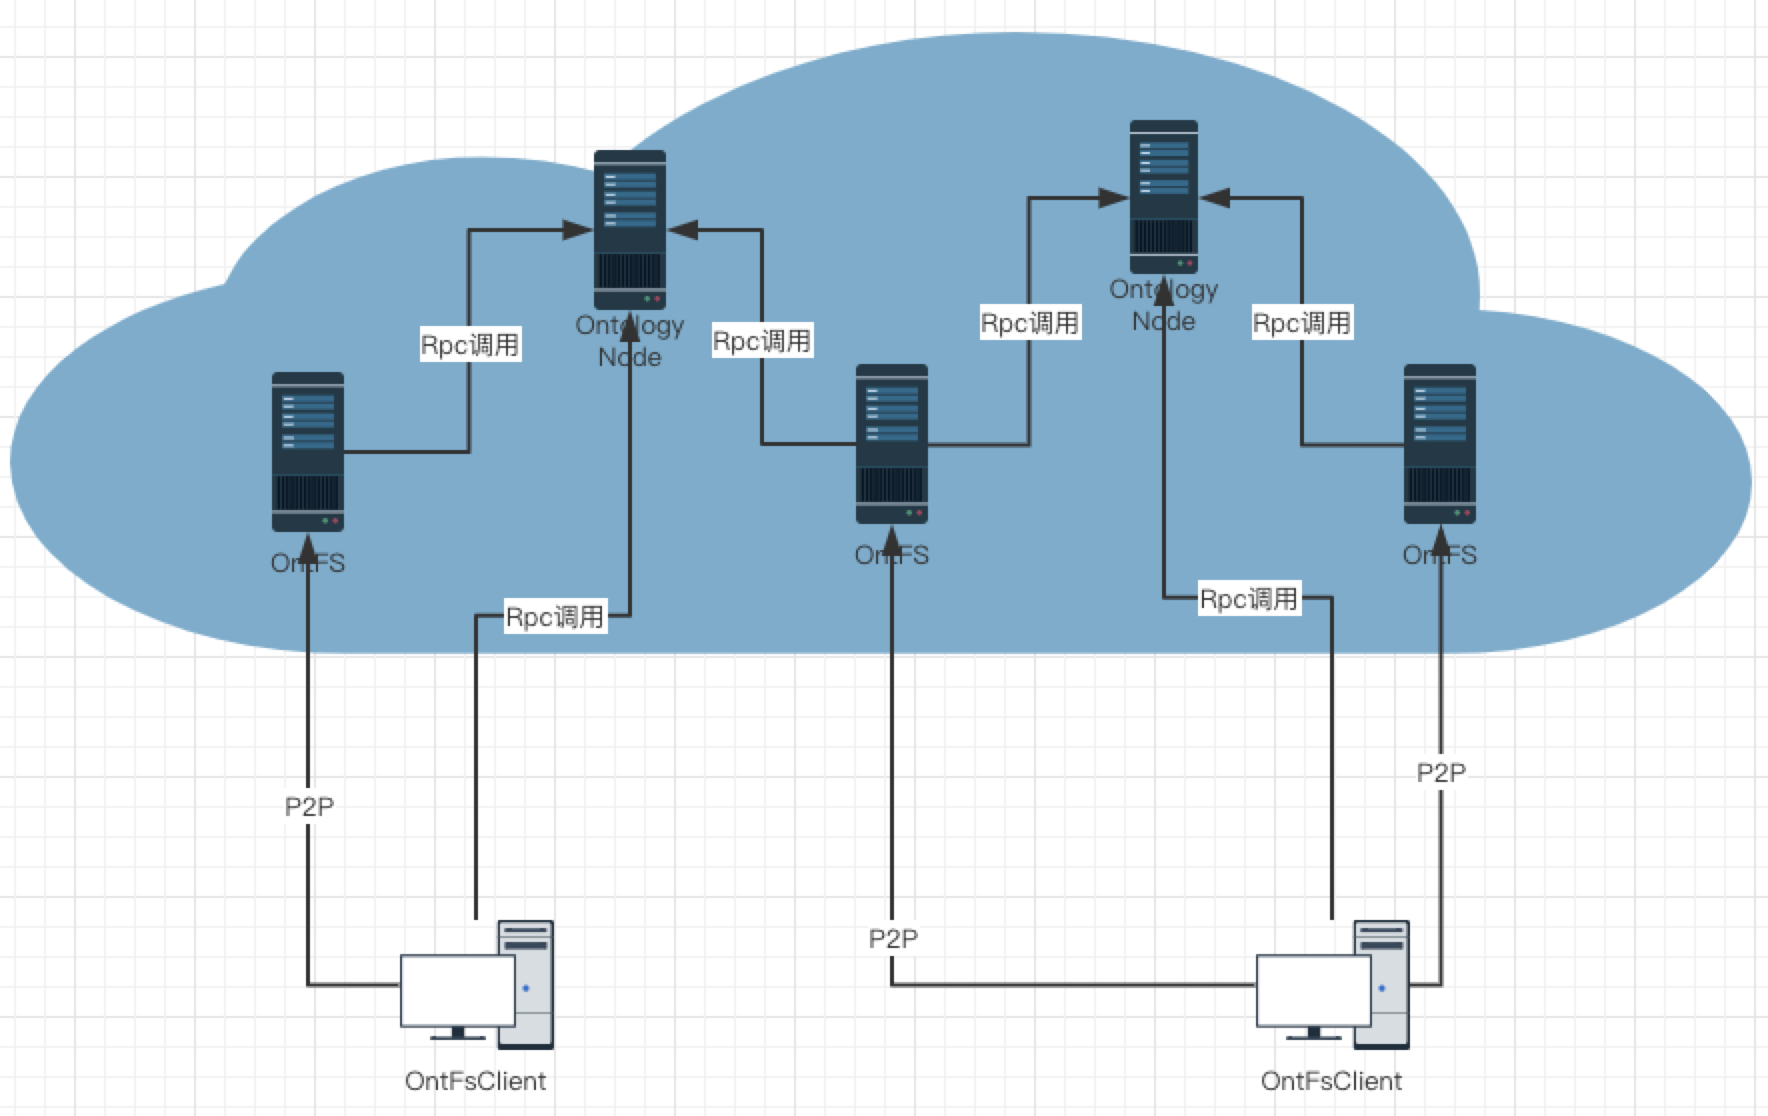 Ontology
Node
Ontology
Node
Rpc调用
Rpc调用
Rpc调用
Rpc调用
OntFS
OntFS
OntFS
Rpc调用
Rpc调用
P2P
P2P
P2P
OntFsClient
OntFsClient